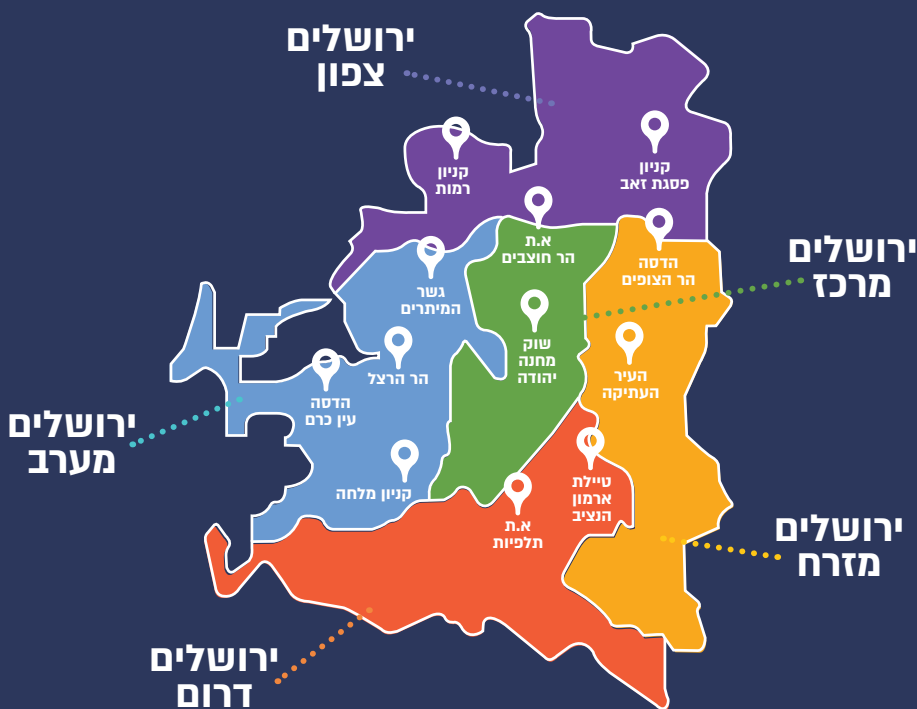 ירושלים
צפון
קניון
פסגת זאב
קניון
רמות
א.ת
הר חוצבים
הדסה
הר הצופים
ירושלים
מרכז
גשר
המיתרים
שוק
מחנה
יהודה
העיר
העתיקה
הר הרצל
הדסה
עין כרם
ירושלים
מערב
קניון מלחה
טיילת
ארמון
הנציב
א.ת
תלפיות
ירושלים
מזרח
ירושלים
דרום